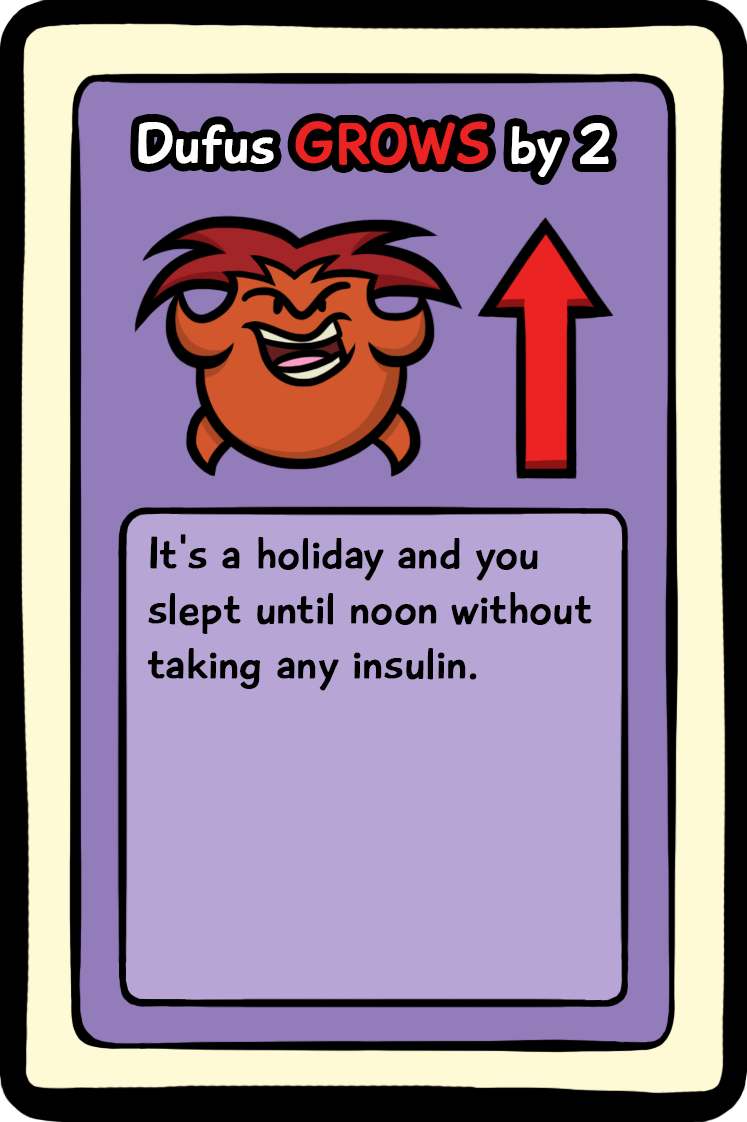 Dufus GROWS by 2
It's a holiday and you
slept until noon without
taking any insulin.